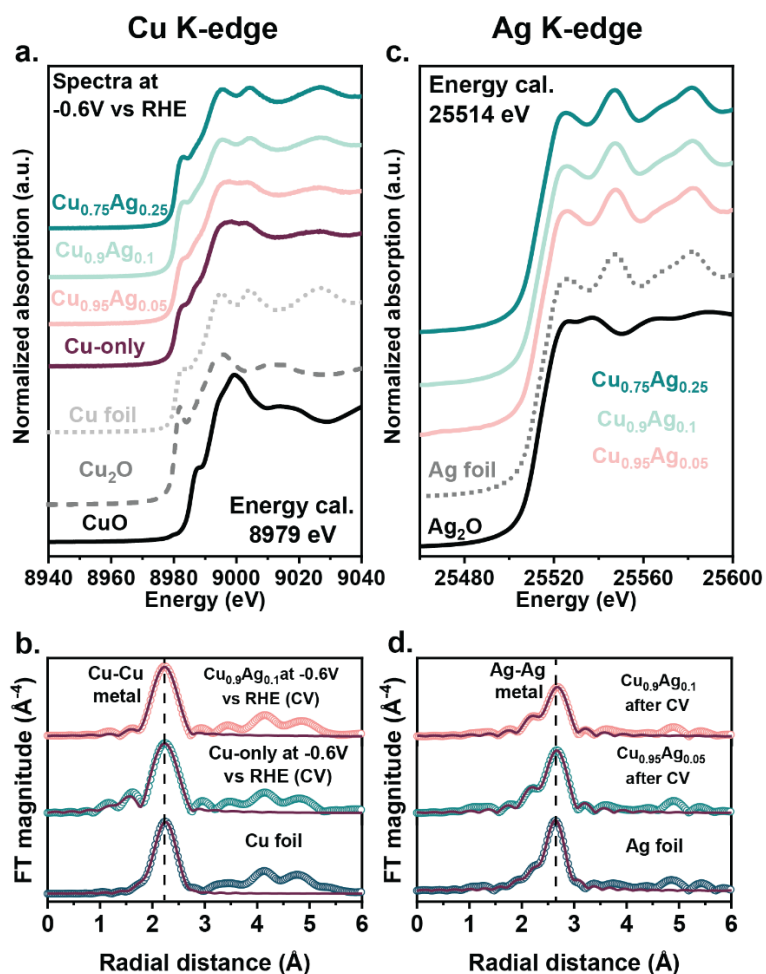 Cu K-edge
a.
Spectra at
-0.6V vs RHE
Cu0.75Ag0.25
Cu0.9Ag0.1
Cu0.95Ag0.05
Cu-only
Cu foil
Cu2O
CuO
Energy cal.
8979 eV
Normalized absorption (a.u.)
8940 8960 8980 9000 9020 9040
Energy (eV)
Ag K-edge
c.
Energy cal.
25514 eV
Cu0.75Ag0.25
Cu0.9Ag0.1
Cu0.95Ag0.05
Ag foil
Ag2O
Normalized absorption (a.u.)
25480 25520 25560 25600
Energy (eV)
b.
Cu-Cu
metal
Cu0.9Ag0.1at -0.6V
vs RHE (CV)
Cu-only at -0.6V
vs RHE (CV)
Cu foil
FT magnitude (Å-4)
0 1 2 3 4 5 6
Radial distance (Å)
d.
Ag-Ag
metal
Cu0.9Ag0.1
after CV
Cu0.95Ag0.05
after CV
Ag foil
FT magnitude (Å-4)
0 1 2 3 4 5 6
Radial distance (Å)